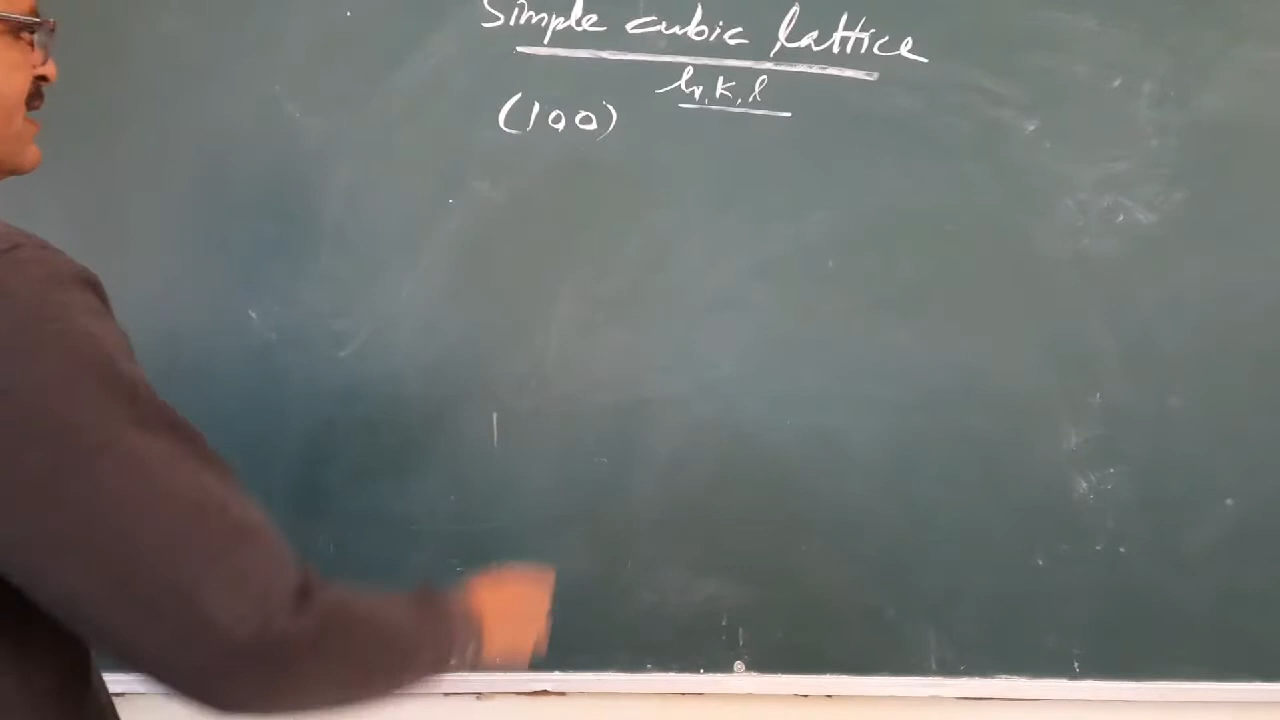 Simple cubic lattice
h, k, l
(100)